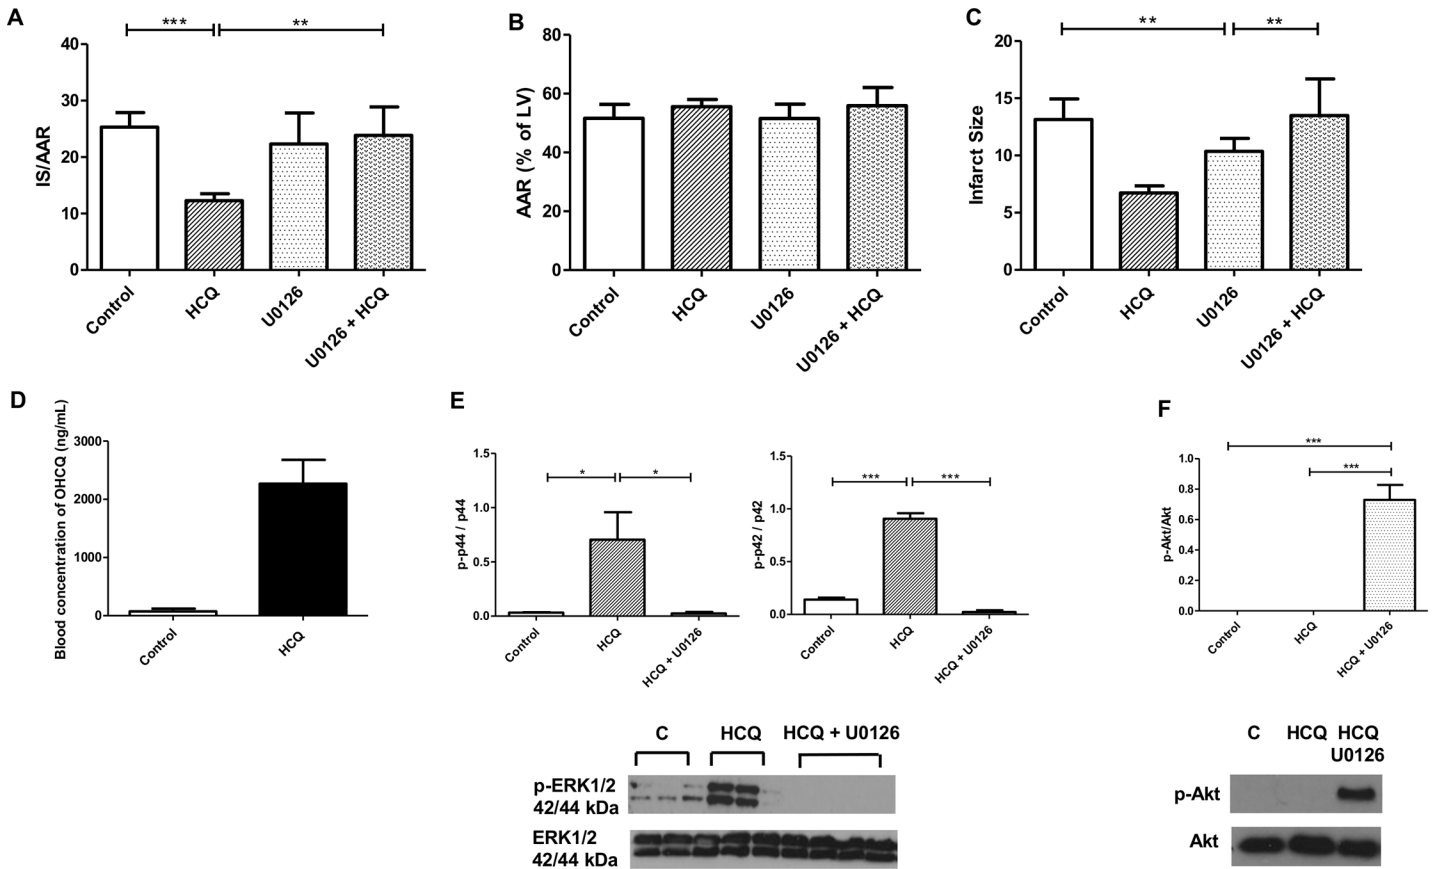 A
***
**
40
30
20
10
0
IS/AAR
Control
HCQ
U0126
U0126 + HCQ
B
80
60
40
20
0
AAR (% of LV)
Control
HCQ
U0126
U0126 + HCQ
C
**
**
20
15
10
5
0
Infarct Size
Control
HCQ
U0126
U0126 + HCQ
D
3000
2000
1000
0
Blood concentration of OHCQ (ng/mL)
Control
HCQ
E
*
*
1.5
1.0
0.5
0.0
p-p44 / p44
Control
HCQ
HCQ + U0126
***
***
1.5
1.0
0.5
0.0
p-p42 / p42
Control
HCQ
HCQ + U0126
C
HCQ
HCQ + U0126
p-ERK1/2
42/44 kDa
ERK1/2
42/44 kDa
F
***
***
1.0
0.8
0.6
0.4
0.2
0.0
p-Akt/Akt
Control
HCQ
HCQ + U0126
C
HCQ
HCQ
U0126
p-Akt
Akt